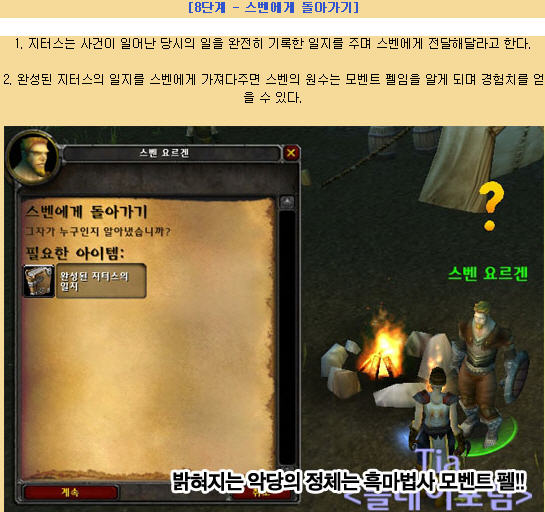 [8단계 - 스벤에게 돌아가기]
1. 지터스는 사건이 일어난 당시의 일을 완전히 기록한 일지를 주며 스벤에게 전달해달라고 한다.
2. 완성된 지터스의 일지를 스벤에게 가져다주면 스벤의 원수는 모벤트 펠임을 알게 되며 경험치를 얻
을 수 있다.
스벤 요르겐
스벤에게 돌아가기
그자가 누구인지 알아냈습니까?
필요한 아이템:
완성된 지터스의
일지
스벤 요르겐
Tia
밝혀지는 악당의 정체는 흑마법사 모벤트 펠!!
계속
취소